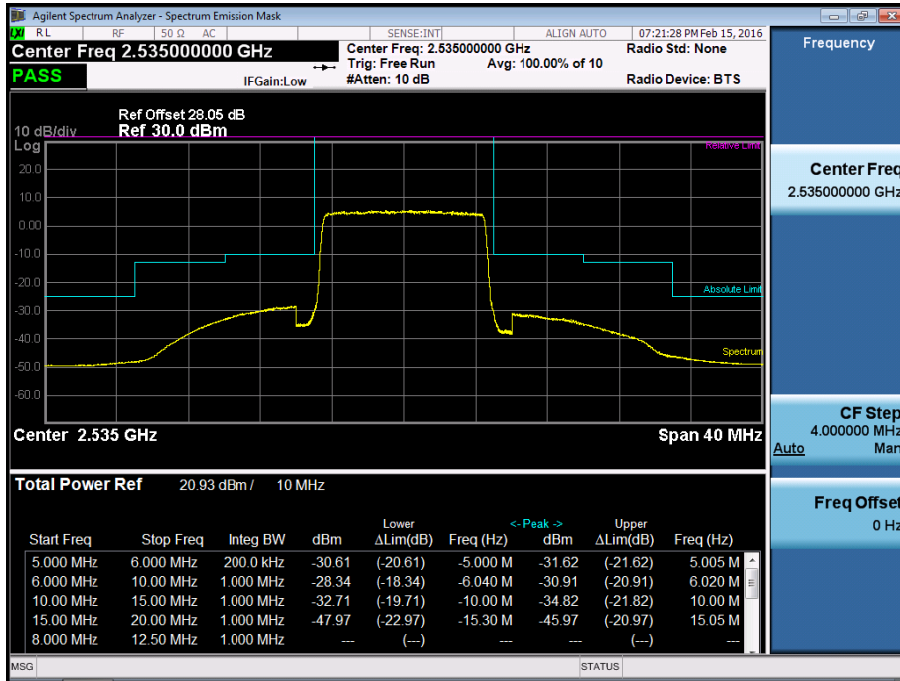 Agilent Spectrum Analyzer - Spectrum Emission Mask
LXI RL RF 50 Ω AC SENSE:INT ALIGN AUTO 07:21:28 PM Feb 15, 2016
Center Freq 2.535000000 GHz
Center Freq: 2.535000000 GHz
Radio Std: None
Trig: Free Run Avg: 100.00% of 10
PASS
IFGain:Low
#Atten: 10 dB
Radio Device: BTS
Ref Offset 28.05 dB
10 dB/div Ref 30.0 dBm
Log
Relative Limit
20.0
10.0
0.00
-10.0
-20.0
Absolute Limit
-30.0
-40.0
Spectrum
-50.0
-60.0
Center 2.535 GHz Span 40 MHz
Total Power Ref 20.93 dBm / 10 MHz
Lower <- Peak -> Upper
Start Freq Stop Freq Integ BW dBm ΔLim(dB) Freq (Hz) dBm ΔLim(dB) Freq (Hz)
5.000 MHz 6.000 MHz 200.0 kHz -30.61 (-20.61) -5.000 M -31.62 (-21.62) 5.005 M
6.000 MHz 10.00 MHz 1.000 MHz -28.34 (-18.34) -6.040 M -30.91 (-20.91) 6.020 M
10.00 MHz 15.00 MHz 1.000 MHz -32.71 (-19.71) -10.00 M -34.82 (-21.82) 10.00 M
15.00 MHz 20.00 MHz 1.000 MHz -47.97 (-22.97) -15.30 M -45.97 (-20.97) 15.05 M
8.000 MHz 12.50 MHz 1.000 MHz --- (---) --- --- (---) ---
MSG STATUS
Frequency
Center Freq
2.535000000 GHz
CF Step
4.000000 MHz
Auto Man
Freq Offset
0 Hz